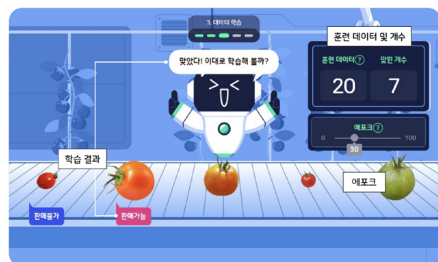 3. 데이터 학습
맞았다! 이대로 학습해 볼까?
훈련 데이터 및 개수
훈련 데이터? 맞힌 개수
20 7
에포크?
0 100
30
학습 결과
에포크
판매불가 판매가능